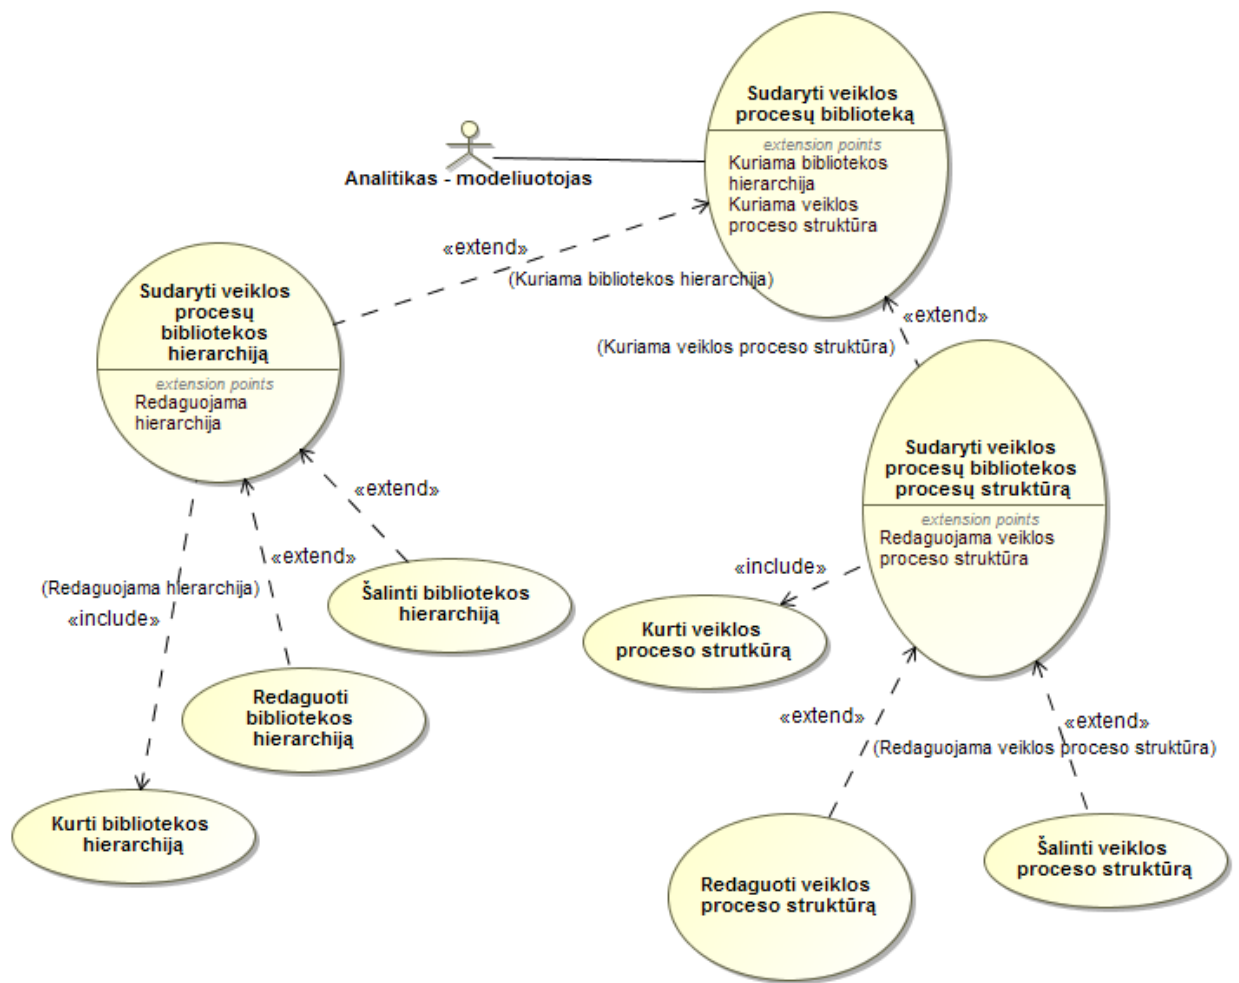 Sudaryti veiklos
procesų biblioteką
extension points
Kuriama bibliotekos
hierarchija
Kuriama veiklos
proceso struktūra
Analitikas - modeliuotojas
«extend»
(Kuriama bibliotekos hierarchija)
Sudaryti veiklos
procesų
bibliotekos
hierarchiją
extension points
Redaguojama
hierarchija
«extend»
(Kuriama veiklos proceso struktūra)
Sudaryti veiklos
procesų bibliotekos
procesų struktūrą
extension points
Redaguojama veiklos
proceso struktūra
«extend»
«extend»
(Redaguojama hierarchija)
«include»
Šalinti bibliotekos
hierarchiją
«include»
Kurti veiklos
proceso strutkūrą
Redaguoti
bibliotekos
hierarchiją
«extend»
«extend»
(Redaguojama veiklos proceso struktūra)
Kurti bibliotekos
hierarchiją
Šalinti veiklos
proceso struktūrą
Redaguoti veiklos
proceso struktūrą